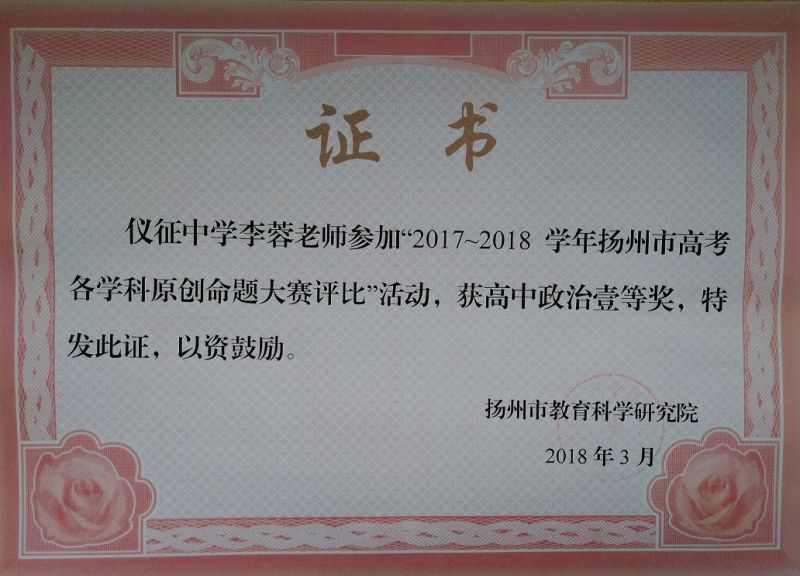 证 书
仪征中学李蓉老师参加“2017~2018 学年扬州市高考
各学科原创命题大赛评比”活动，获高中政治壹等奖，特
发此证，以资鼓励。
扬州市教育科学研究院
2018 年 3 月